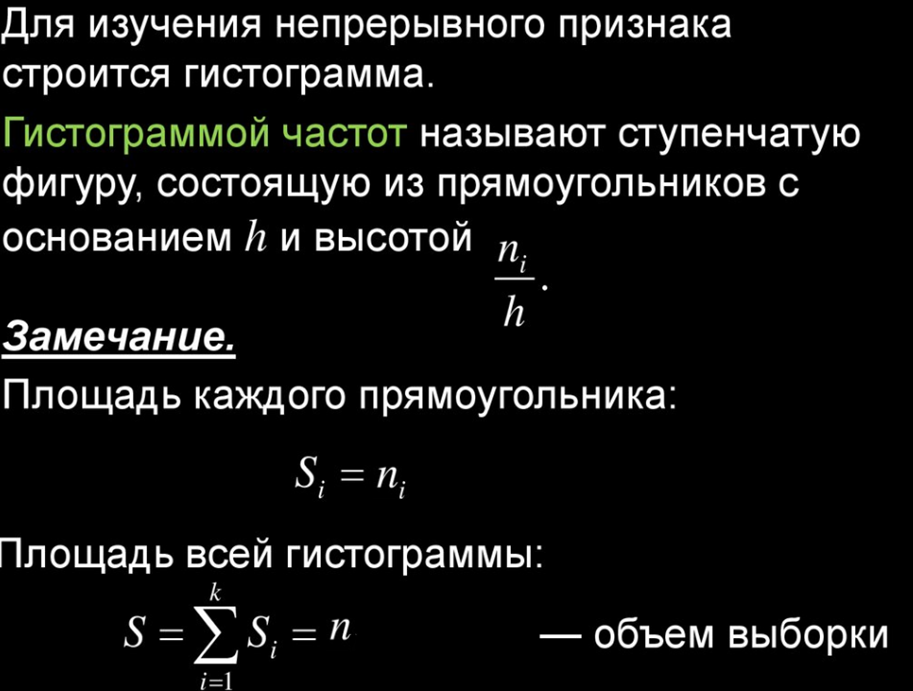 Для изучения непрерывного признака
строится гистограмма.
Гистограммой частот называют ступенчатую
фигуру, состоящую из прямоугольников с
основанием h и высотой n_i/h.
Замечание.
Площадь каждого прямоугольника:
S_i = n_i
Площадь всей гистограммы:
S = ∑_{i=1}^{k} S_i = n — объем выборки